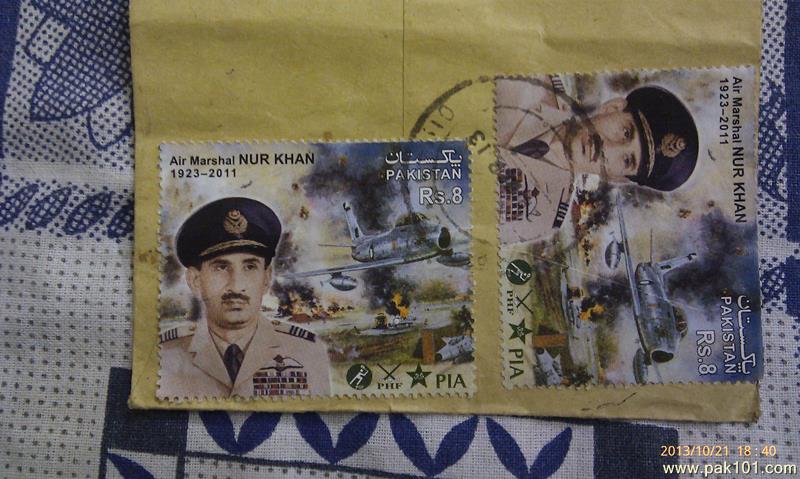 Air Marshal NUR KHAN
1923–2011
پاکستان
PAKISTAN
Rs.8
PHF
PIA
Air Marshal NUR KHAN
1923–2011
پاکستان
PAKISTAN
Rs.8
PHF
PIA
2013/10/21 18:40
www.pak101.com